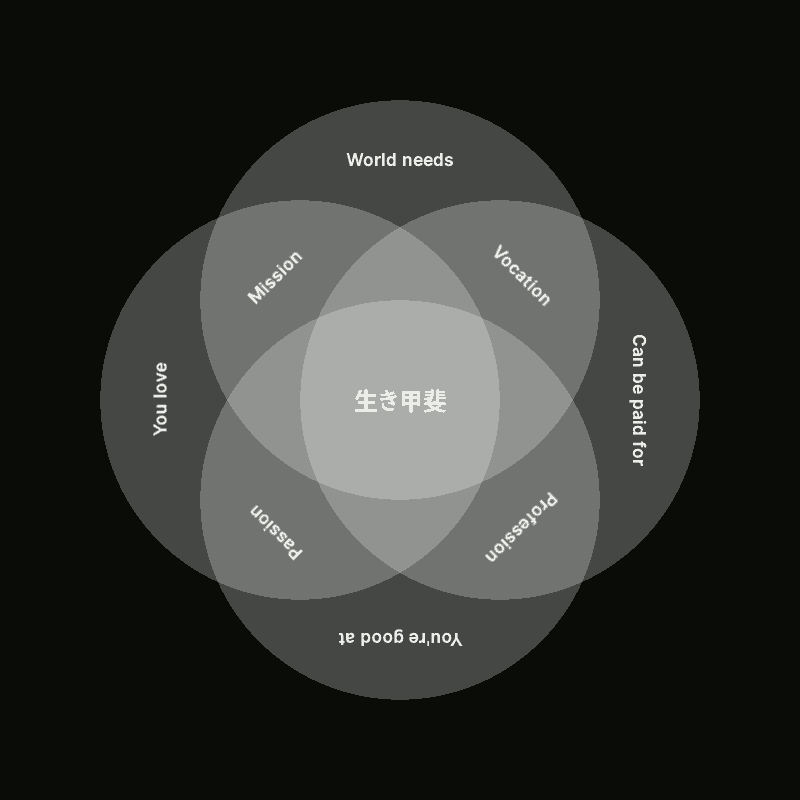 World needs
Mission
Vocation
You love
生き甲斐
Can be paid for
Passion
Profession
You're good at